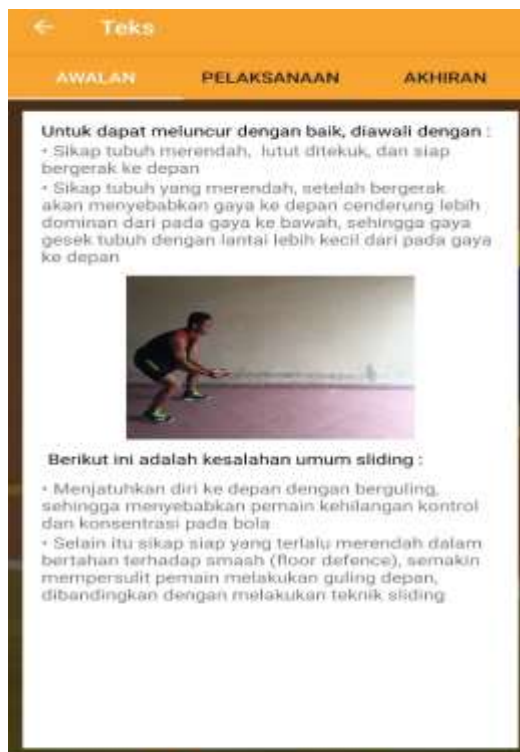 Teks
AWALAN PELAKSANAAN AKHIRAN
Untuk dapat meluncur dengan baik, diawali dengan :
• Sikap tubuh merendah, lutut ditekuk, dan siap
bergerak ke depan
• Sikap tubuh yang merendah, setelah bergerak
akan menyebabkan gaya ke depan cenderung lebih
dominan dari pada gaya ke bawah, sehingga gaya
gesek tubuh dengan lantai lebih kecil dari pada gaya
ke depan
Berikut ini adalah kesalahan umum sliding :
• Menjatuhkan diri ke depan dengan berguling,
sehingga menyebabkan pemain kehilangan kontrol
dan konsentrasi pada bola
• Selain itu sikap siap yang terlalu merendah dalam
bertahan terhadap smash (floor defence), semakin
mempersulit pemain melakukan guling depan,
dibandingkan dengan melakukan teknik sliding